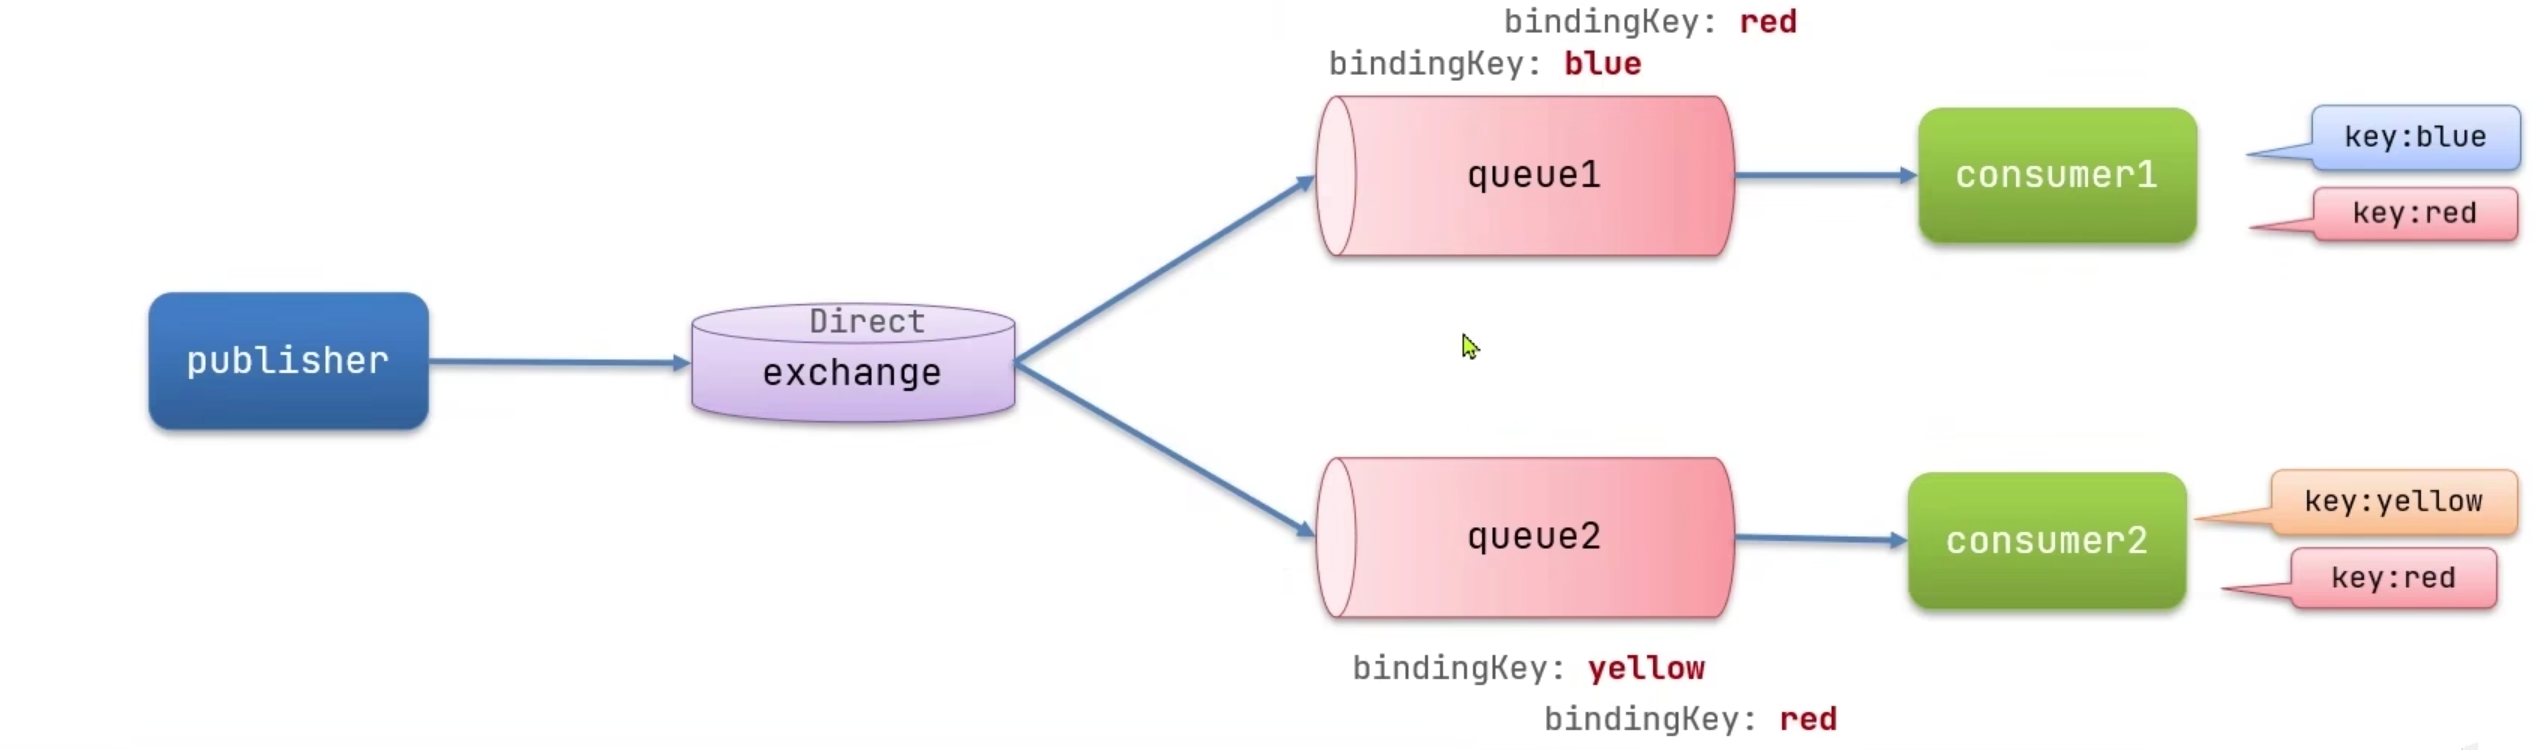 bindingKey: red
bindingKey: blue
queue1
consumer1
key:blue
key:red
publisher
Direct
exchange
queue2
consumer2
key:yellow
key:red
bindingKey: yellow
bindingKey: red